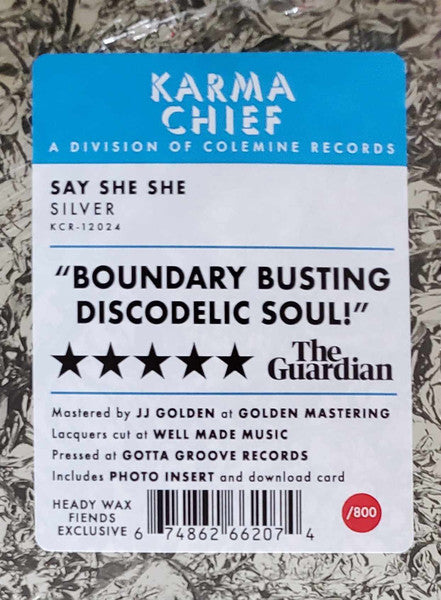 KARMA
CHIEF
A DIVISION OF COLEMINE RECORDS
SAY SHE SHE
SILVER
KCR-12024
“BOUNDARY BUSTING
DISCODELIC SOUL!”
The
Guardian
Mastered by JJ GOLDEN at GOLDEN MASTERING
Lacquers cut at WELL MADE MUSIC
Pressed at GOTTA GROOVE RECORDS
Includes PHOTO INSERT and download card
HEADY WAX
FIENDS
EXCLUSIVE
6 74862 66207 4
/800